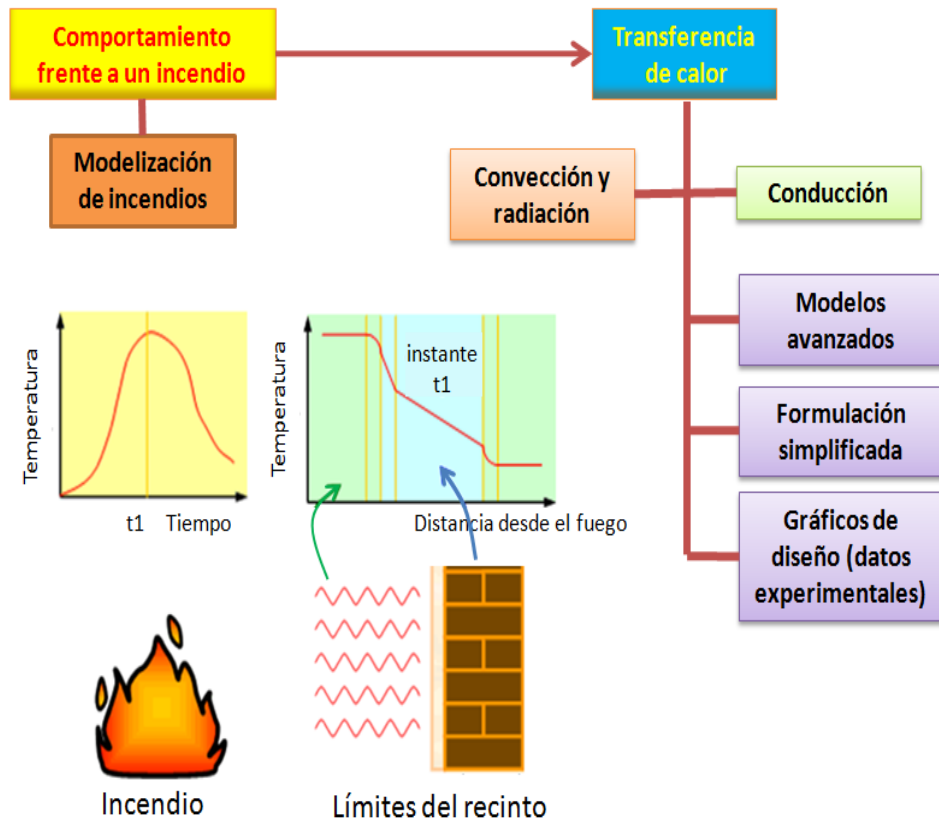 Comportamiento
frente a un incendio
Transferencia
de calor
Modelización
de incendios
Convección y
radiación
Conducción
Modelos
avanzados
Formulación
simplificada
Gráficos de
diseño (datos
experimentales)
Temperatura
t1 Tiempo
Temperatura
instante
t1
Distancia desde el fuego
Incendio
Límites del recinto